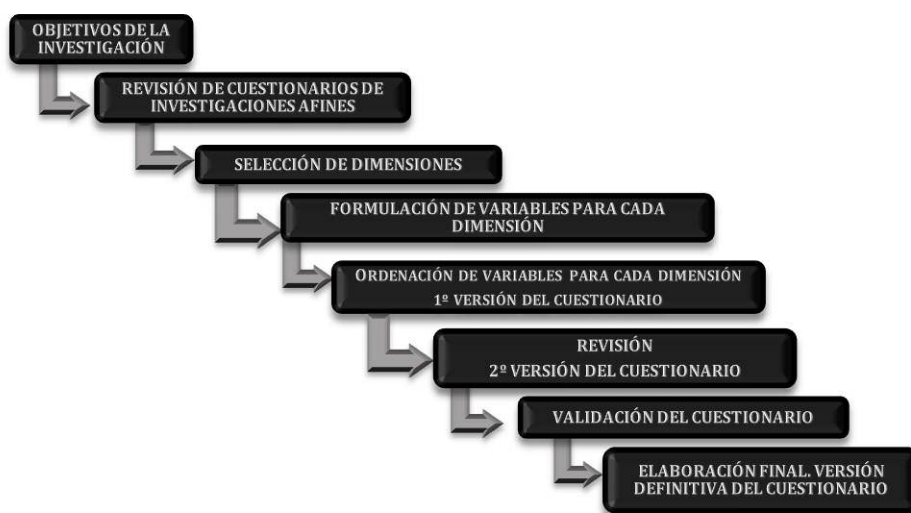 OBJETIVOS DE LA
INVESTIGACIÓN
REVISIÓN DE CUESTIONARIOS DE
INVESTIGACIONES AFINES
SELECCIÓN DE DIMENSIONES
FORMULACIÓN DE VARIABLES PARA CADA
DIMENSIÓN
ORDENACIÓN DE VARIABLES PARA CADA DIMENSIÓN
1º VERSIÓN DEL CUESTIONARIO
REVISIÓN
2º VERSIÓN DEL CUESTIONARIO
VALIDACIÓN DEL CUESTIONARIO
ELABORACIÓN FINAL. VERSIÓN
DEFINITIVA DEL CUESTIONARIO